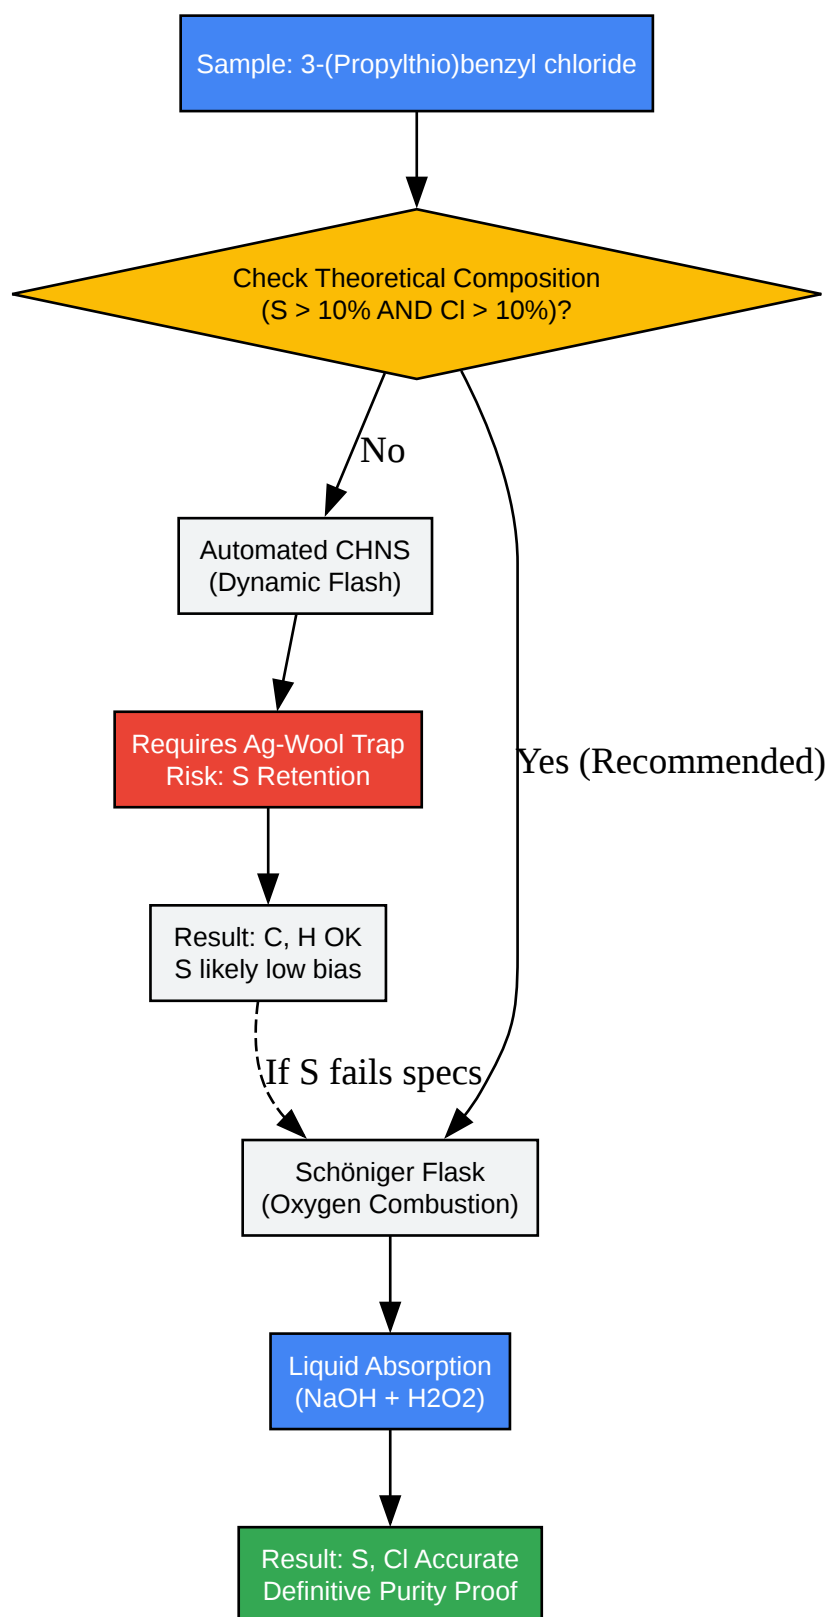 Sample: 3-(Propylthio)benzyl chloride
Check Theoretical Composition
(S > 10% AND Cl > 10%)?
No
Automated CHNS
(Dynamic Flash)
Requires Ag-Wool Trap
Risk: S Retention
Yes (Recommended)
Result: C, H OK
S likely low bias
If S fails specs
Schöniger Flask
(Oxygen Combustion)
Liquid Absorption
(NaOH + H2O2)
Result: S, Cl Accurate
Definitive Purity Proof